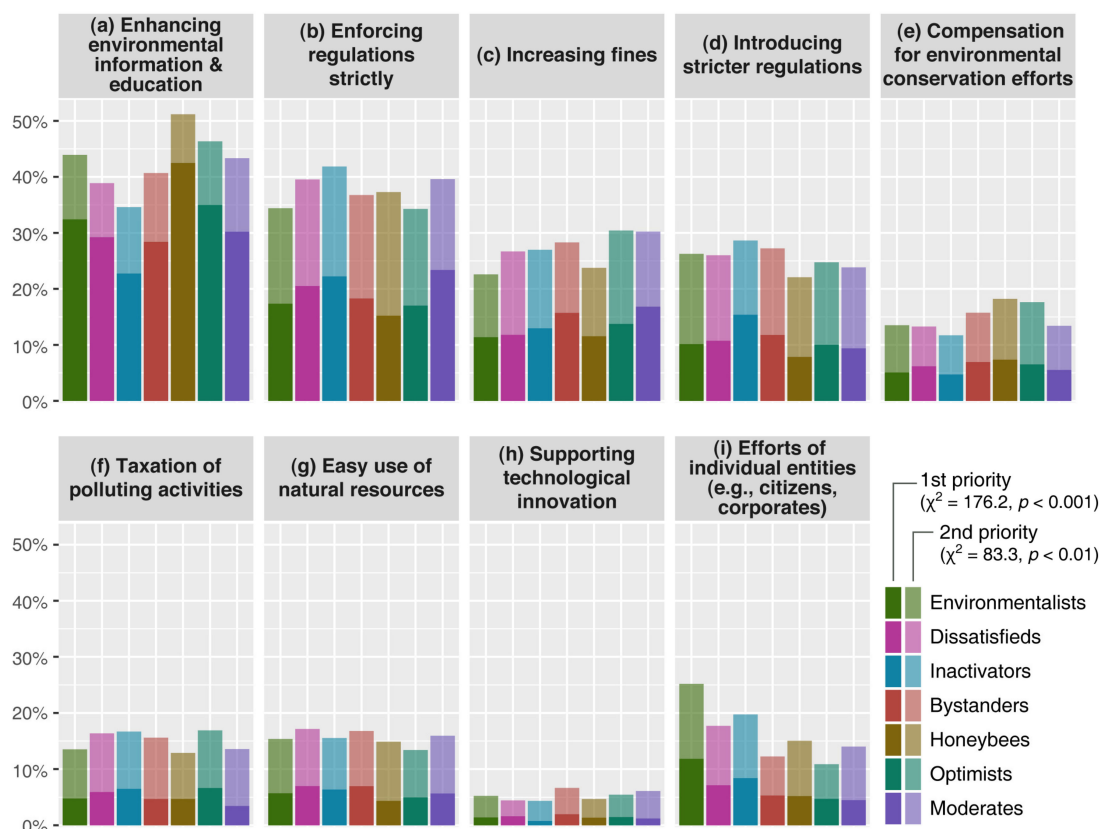 (a) Enhancing
environmental
information &
education
(b) Enforcing
regulations
strictly
(c) Increasing fines
(d) Introducing
stricter regulations
(e) Compensation
for environmental
conservation efforts
50%
40%
30%
20%
10%
0%
(f) Taxation of
polluting activities
(g) Easy use of
natural resources
(h) Supporting
technological
innovation
(i) Efforts of
individual entities
(e.g., citizens,
corporates)
50%
40%
30%
20%
10%
0%
1st priority
(χ² = 176.2, p < 0.001)
2nd priority
(χ² = 83.3, p < 0.01)
Environmentalists
Dissatisfieds
Inactivators
Bystanders
Honeybees
Optimists
Moderates